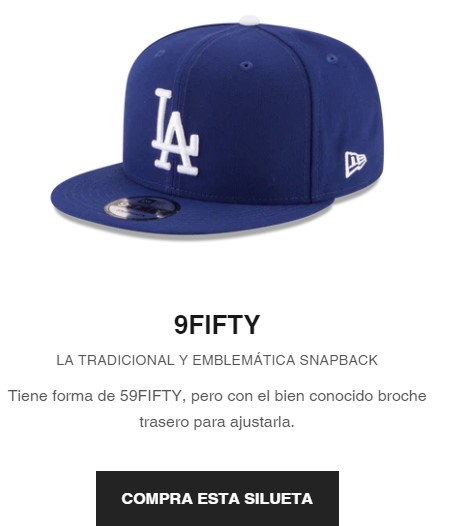 LA
9FIFTY
LA TRADICIONAL Y EMBLEMÁTICA SNAPBACK
Tiene forma de 59FIFTY, pero con el bien conocido broche
trasero para ajustarla.
COMPRA ESTA SILUETA